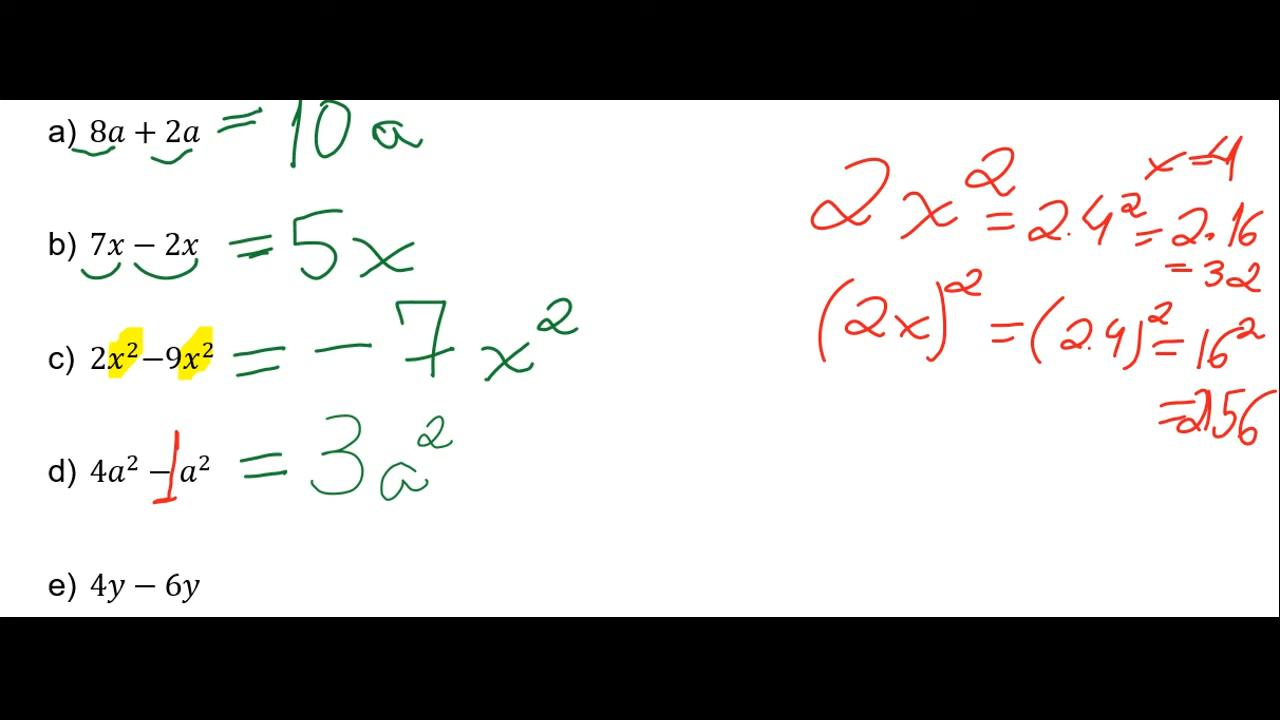 a) 8a + 2a = 10a
b) 7x − 2x = 5x
c) 2x²−9x² = −7x²
d) 4a² − 1a² = 3a²
e) 4y − 6y
x=4
2x² = 2.4² = 2.16
= 32
(2x)² = (2.4)² = 16²
= 256